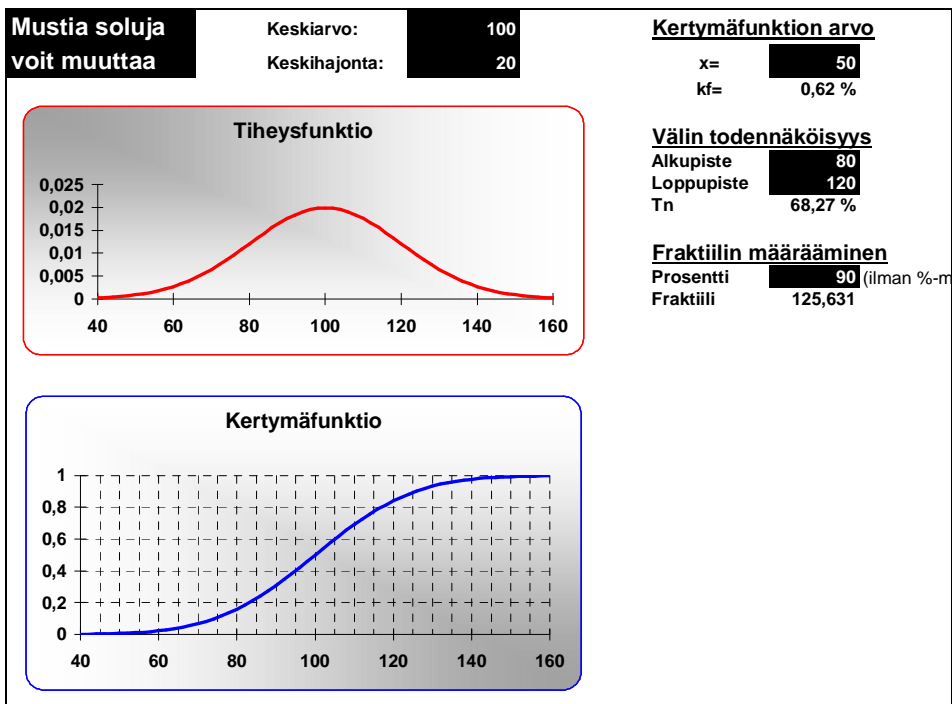 Mustia soluja
voit muuttaa
Keskiarvo: 100
Keskihajonta: 20
Kertymäfunktion arvo
x= 50
kf= 0,62 %
Välin todennäköisyys
Alkupiste 80
Loppupiste 120
Tn 68,27 %
Fraktiilin määrääminen
Prosentti 90 (ilman %-m
Fraktiili 125,631
Tiheysfunktio
0,025
0,02
0,015
0,01
0,005
0
40 60 80 100 120 140 160
Kertymäfunktio
1
0,8
0,6
0,4
0,2
0
40 60 80 100 120 140 160